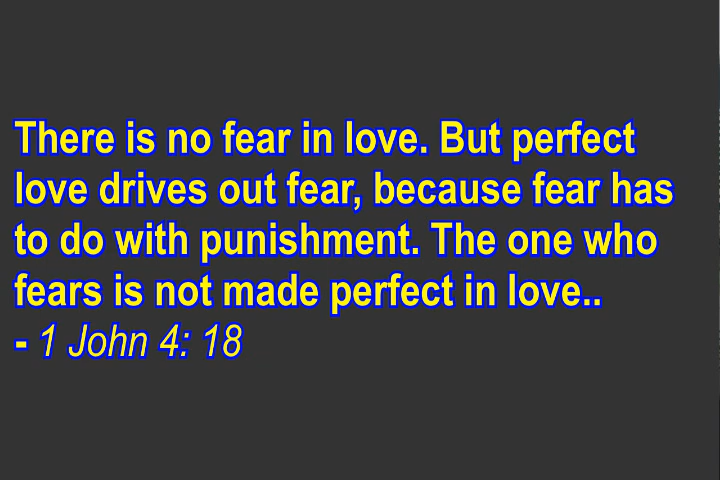 There is no fear in love. But perfect
love drives out fear, because fear has
to do with punishment. The one who
fears is not made perfect in love..
- 1 John 4: 18